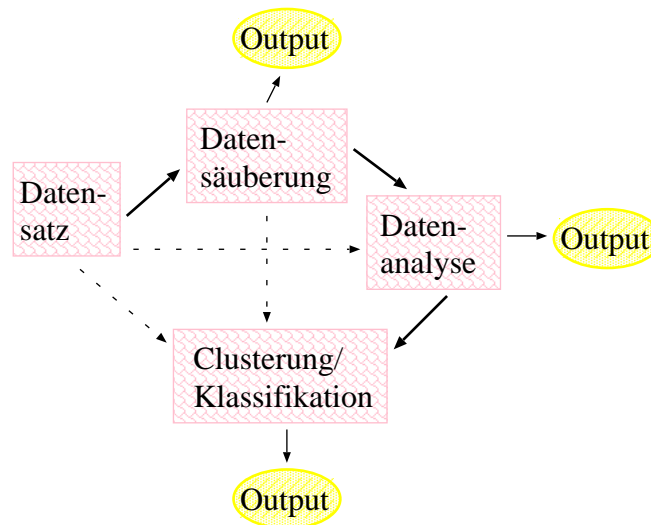 Output
Daten-
säuberung
Daten-
satz
Daten-
analyse
Output
Clusterung/
Klassifikation
Output